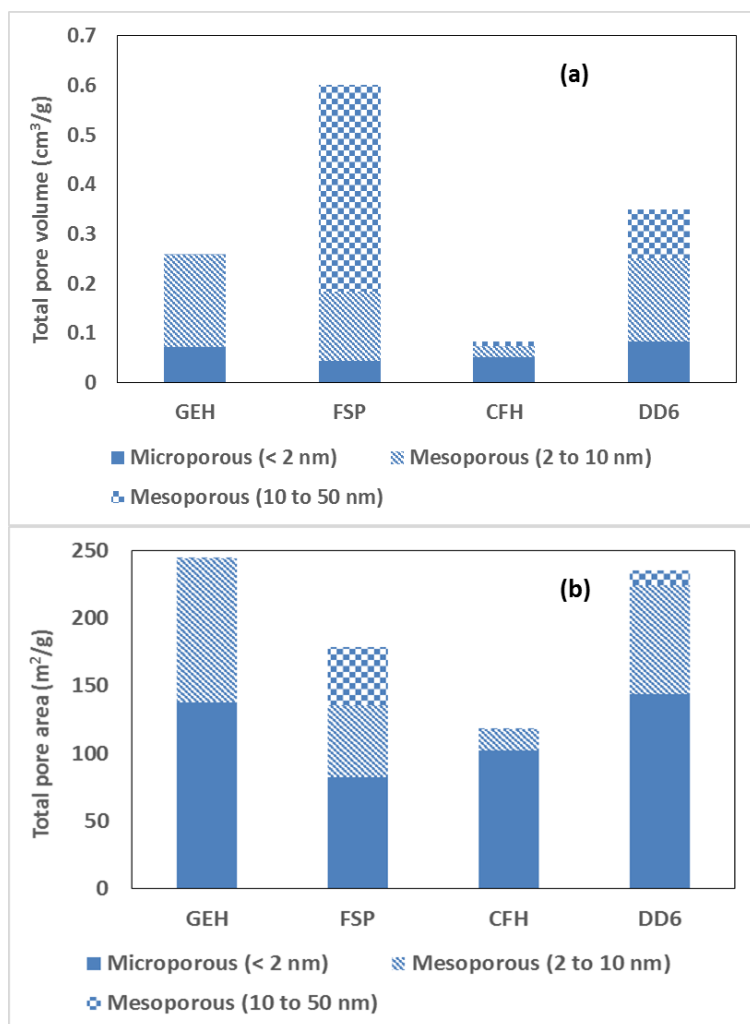 0.7
(a)
0.6
0.5
0.4
0.3
0.2
0.1
0
Total pore volume (cm³/g)
GEH FSP CFH DD6
Microporous (< 2 nm) Mesoporous (2 to 10 nm)
Mesoporous (10 to 50 nm)
250
(b)
200
150
100
50
0
Total pore area (m²/g)
GEH FSP CFH DD6
Microporous (< 2 nm) Mesoporous (2 to 10 nm)
Mesoporous (10 to 50 nm)